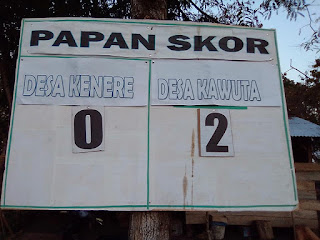 PAPAN SKOR
DESA KENERE DESA KAWUTA
0 2